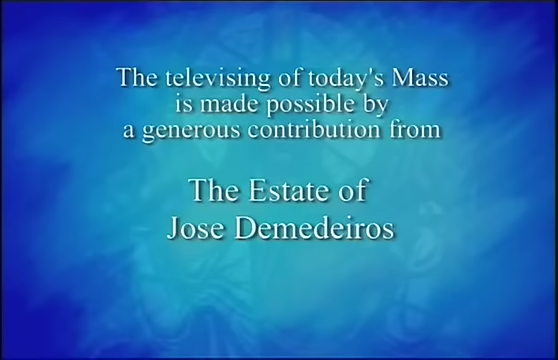 The televising of today's Mass
is made possible by
a generous contribution from
The Estate of
Jose Demedeiros